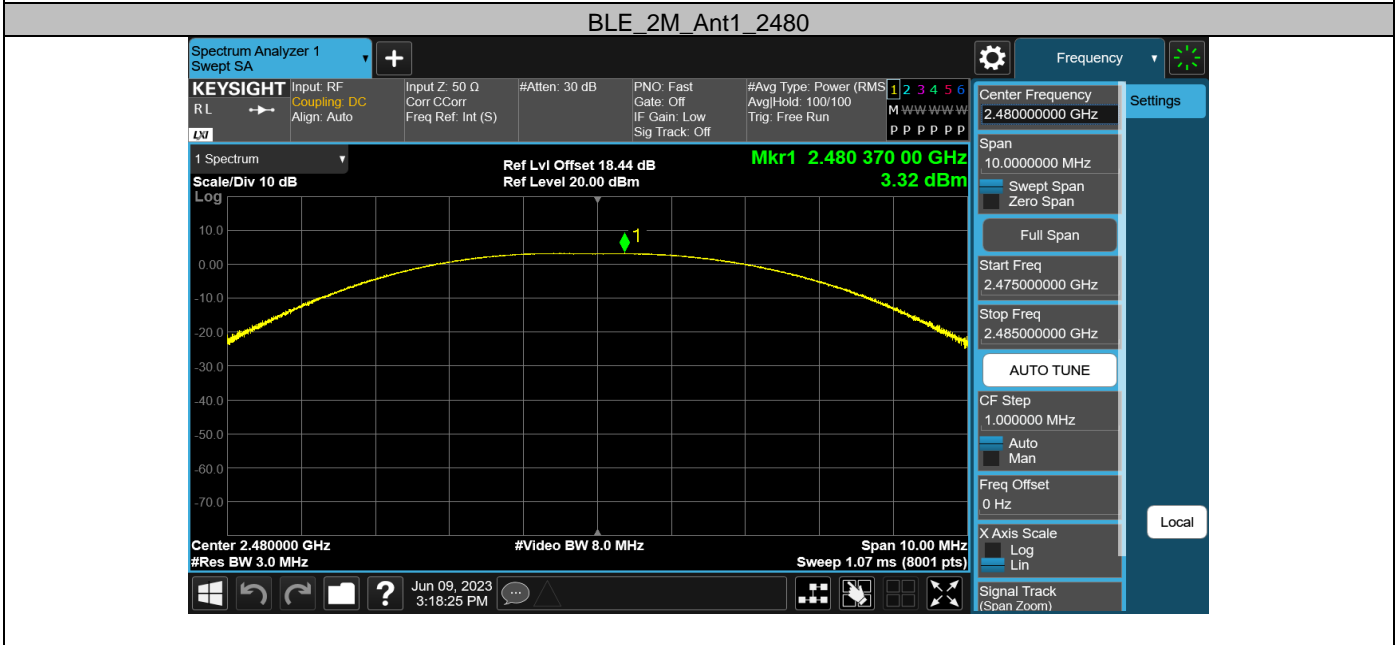 BLE_2M_Ant1_2480
Spectrum Analyzer 1
Swept SA
+
Frequency
KEYSIGHT
RL
LXI
Input: RF
Coupling: DC
Align: Auto
Input Z: 50 Ω
Corr CCorr
Freq Ref: Int (S)
#Atten: 30 dB
PNO: Fast
Gate: Off
IF Gain: Low
Sig Track: Off
#Avg Type: Power (RMS
Avg|Hold: 100/100
Trig: Free Run
1 2 3 4 5 6
M W W W W W
P P P P P P
1 Spectrum
Scale/Div 10 dB
Log
Ref Lvl Offset 18.44 dB
Ref Level 20.00 dBm
Mkr1 2.480 370 00 GHz
3.32 dBm
1
10.0
0.00
-10.0
-20.0
-30.0
-40.0
-50.0
-60.0
-70.0
Center 2.480000 GHz
#Res BW 3.0 MHz
#Video BW 8.0 MHz
Span 10.00 MHz
Sweep 1.07 ms (8001 pts)
Center Frequency
2.480000000 GHz
Settings
Span
10.0000000 MHz
Swept Span
Zero Span
Full Span
Start Freq
2.475000000 GHz
Stop Freq
2.485000000 GHz
AUTO TUNE
CF Step
1.000000 MHz
Auto
Man
Freq Offset
0 Hz
X Axis Scale
Log
Lin
Local
Signal Track
(Span Zoom)
?
Jun 09, 2023
3:18:25 PM